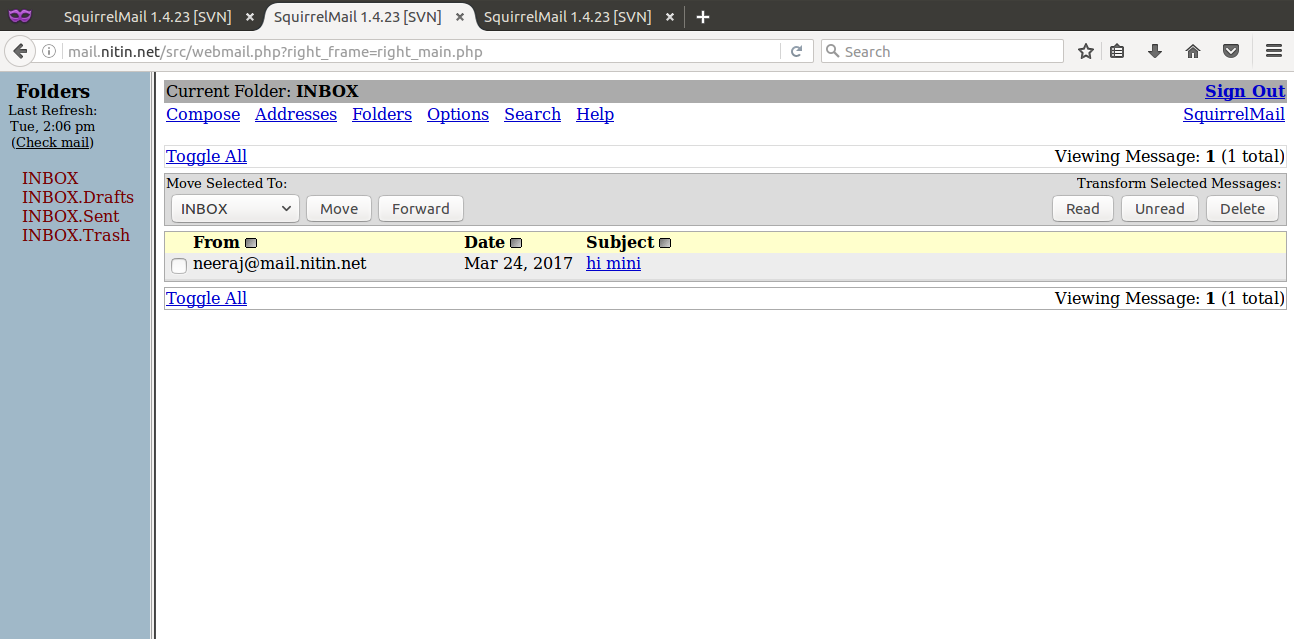 SquirrelMail 1.4.23 [SVN] SquirrelMail 1.4.23 [SVN] SquirrelMail 1.4.23 [SVN]
mail.nitin.net/src/webmail.php?right_frame=right_main.php Search
Folders
Last Refresh:
Tue, 2:06 pm
(Check mail)
INBOX
INBOX.Drafts
INBOX.Sent
INBOX.Trash
Current Folder: INBOX Sign Out
Compose Addresses Folders Options Search Help SquirrelMail
Toggle All Viewing Message: 1 (1 total)
Move Selected To: Transform Selected Messages:
INBOX Move Forward Read Unread Delete
From Date Subject
neeraj@mail.nitin.net Mar 24, 2017 hi mini
Toggle All Viewing Message: 1 (1 total)